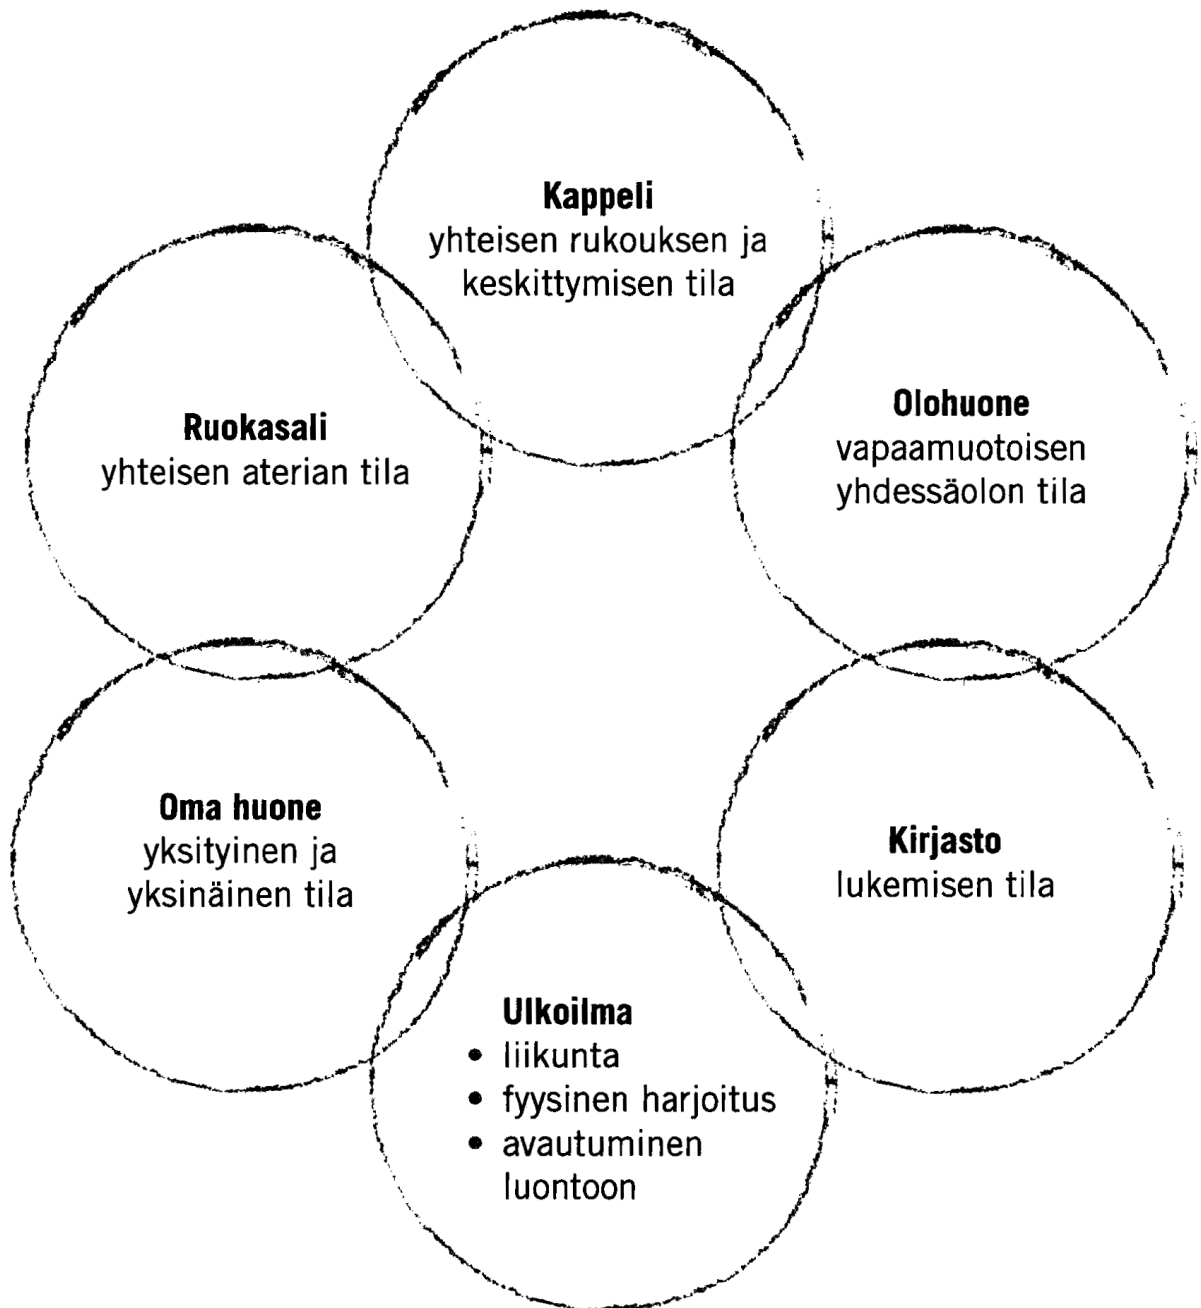 Kappeli
yhteisen rukouksen ja
keskittymisen tila
Ruokasali
yhteisen aterian tila
Olohuone
vapaamuotoisen
yhdessäolon tila
Oma huone
yksityinen ja
yksinäinen tila
Kirjasto
lukemisen tila
Ulkoilma
• liikunta
• fyysinen harjoitus
• avautuminen
luontoon